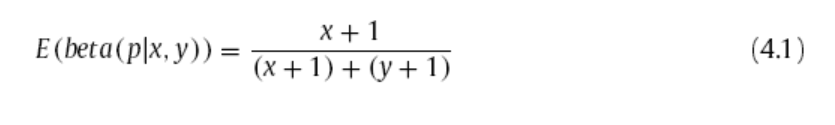 E(beta(p|x, y)) = x + 1 / (x + 1) + (y + 1) (4.1)